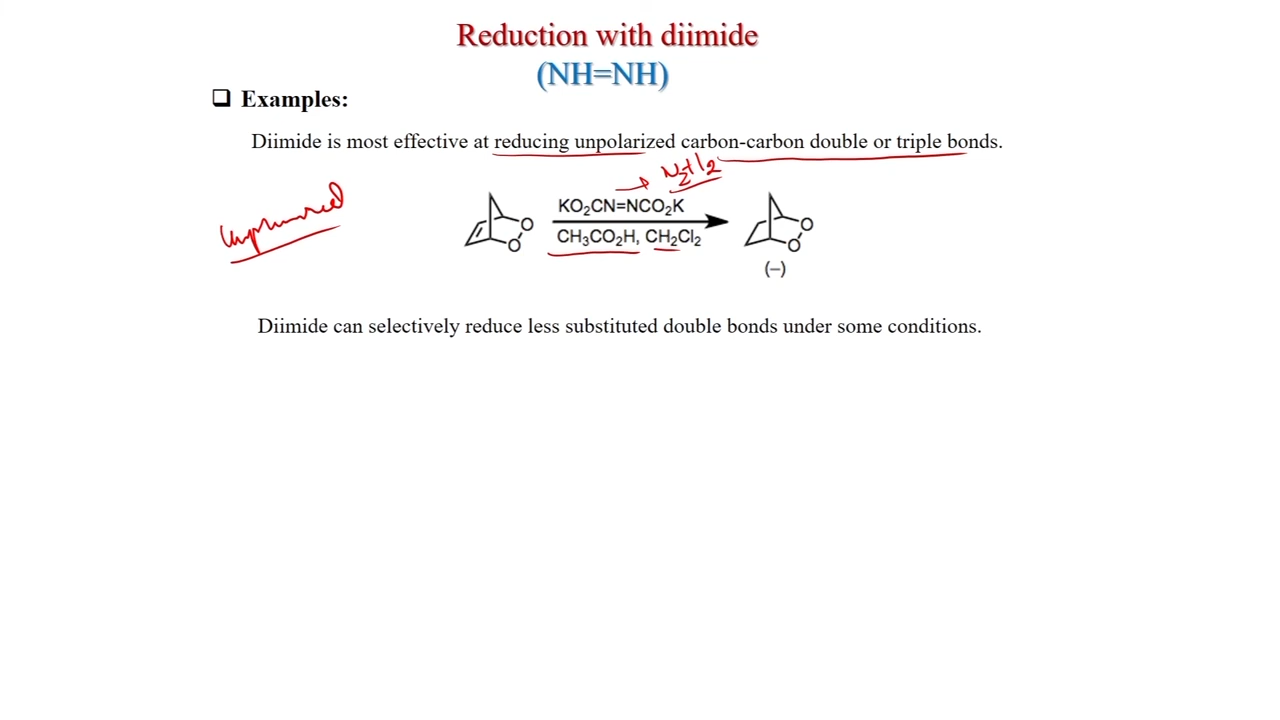 Reduction with diimide
(NH=NH)
❑ Examples:
Diimide is most effective at reducing unpolarized carbon-carbon double or triple bonds.
N₂H₂
KO₂CN=NCO₂K
CH₃CO₂H, CH₂Cl₂
O
O
O
O
(–)
Diimide can selectively reduce less substituted double bonds under some conditions.